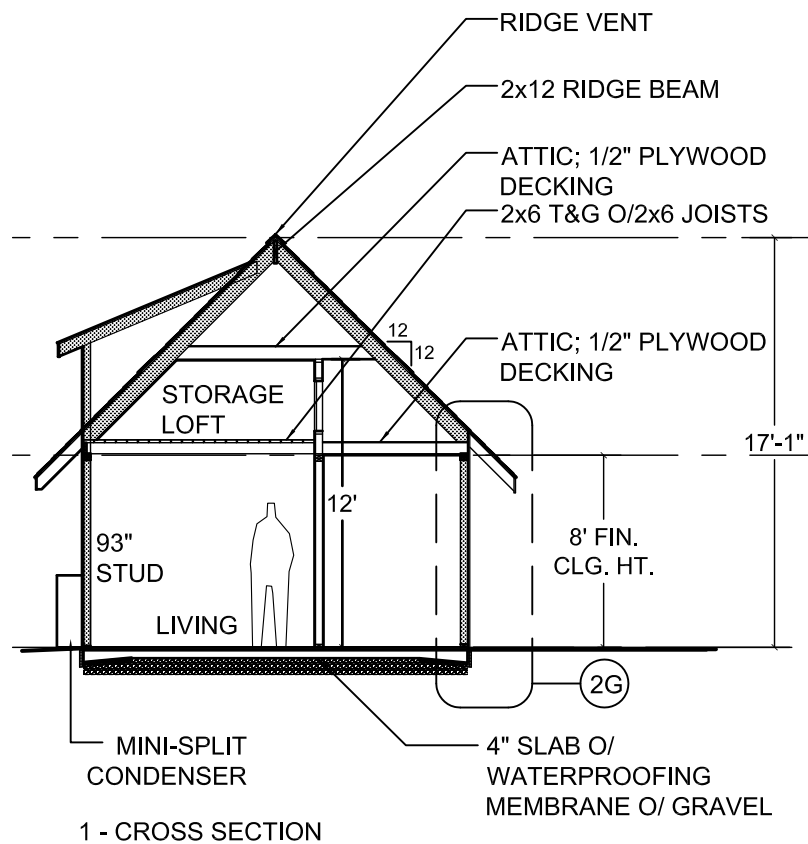 RIDGE VENT
2x12 RIDGE BEAM
ATTIC; 1/2" PLYWOOD
DECKING
2x6 T&G O/2x6 JOISTS
12
12
ATTIC; 1/2" PLYWOOD
DECKING
STORAGE
LOFT
17'-1"
12'
93"
STUD
8' FIN.
CLG. HT.
LIVING
2G
MINI-SPLIT
CONDENSER
4" SLAB O/
WATERPROOFING
MEMBRANE O/ GRAVEL
1 - CROSS SECTION